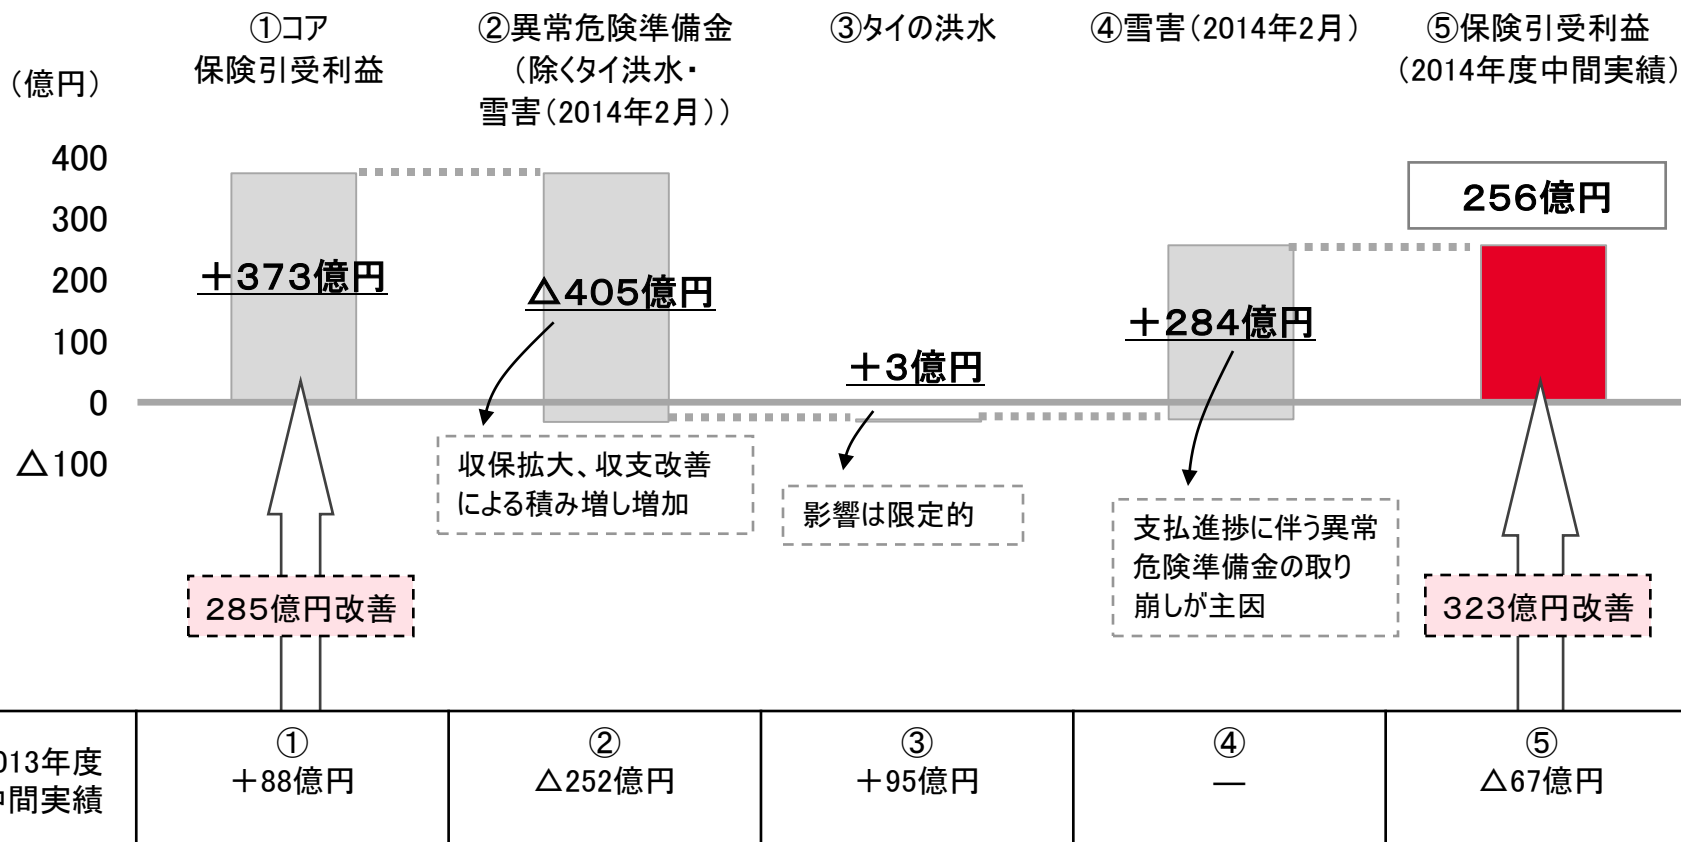 ①コア
保険引受利益
②異常危険準備金
（除くタイ洪水・
雪害（2014年2月））
③タイの洪水
④雪害（2014年2月）
⑤保険引受利益
（2014年度中間実績）
（億円）
400
300
200
100
0
△100
＋373億円
△405億円
＋3億円
＋284億円
256億円
収保拡大、収支改善
による積み増し増加
影響は限定的
支払進捗に伴う異常
危険準備金の取り
崩しが主因
285億円改善
323億円改善
013年度
中間実績
①
＋88億円
②
△252億円
③
＋95億円
④
―
⑤
△67億円